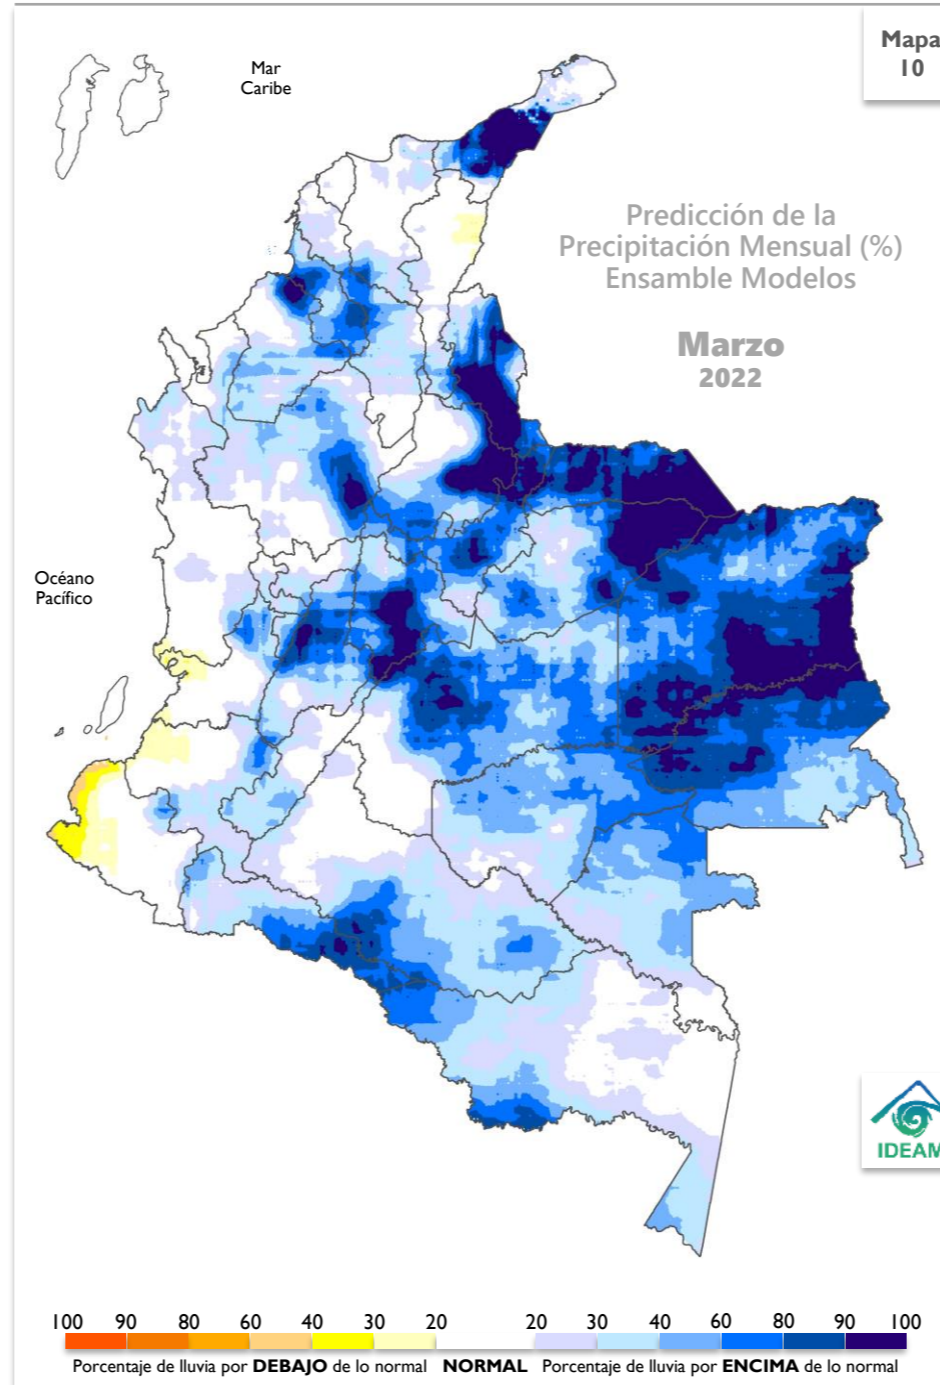 Mapa
10
Mar
Caribe
Predicción de la
Precipitación Mensual (%)
Ensamble Modelos
Marzo
2022
Océano
Pacífico
IDEAM
100 90 80 60 40 30 20 20 30 40 60 80 90 100
Porcentaje de lluvia por DEBAJO de lo normal NORMAL Porcentaje de lluvia por ENCIMA de lo normal